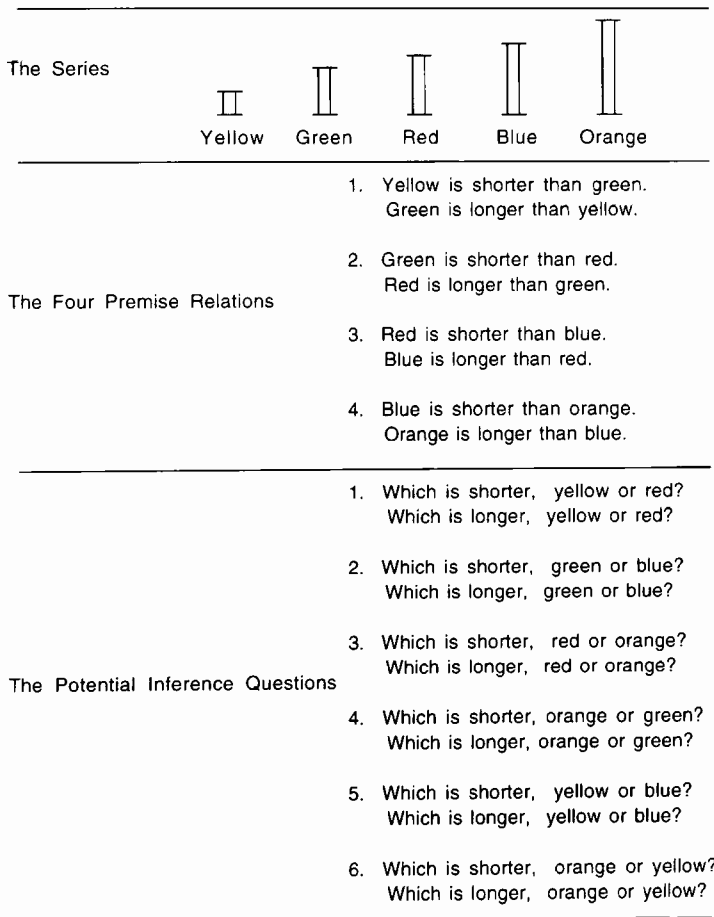 The Series
Yellow Green Red Blue Orange
1. Yellow is shorter than green.
Green is longer than yellow.
2. Green is shorter than red.
Red is longer than green.
The Four Premise Relations
3. Red is shorter than blue.
Blue is longer than red.
4. Blue is shorter than orange.
Orange is longer than blue.
1. Which is shorter, yellow or red?
Which is longer, yellow or red?
2. Which is shorter, green or blue?
Which is longer, green or blue?
3. Which is shorter, red or orange?
Which is longer, red or orange?
The Potential Inference Questions
4. Which is shorter, orange or green?
Which is longer, orange or green?
5. Which is shorter, yellow or blue?
Which is longer, yellow or blue?
6. Which is shorter, orange or yellow?
Which is longer, orange or yellow?